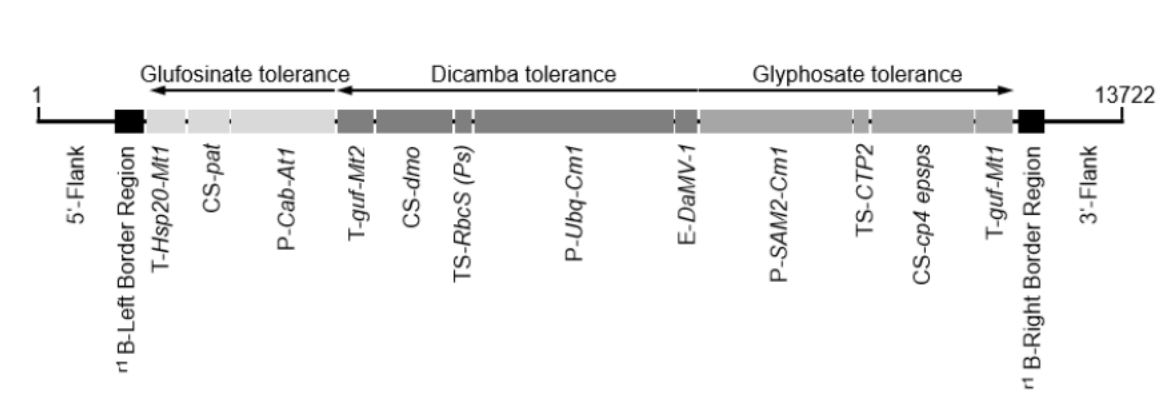 Glufosinate tolerance
Dicamba tolerance
Glyphosate tolerance
1
13722
5'-Flank
r1 B-Left Border Region
T-Hsp20-Mt1
CS-pat
P-Cab-At1
T-guf-Mt2
CS-dmo
TS-RbcS (Ps)
P-Ubq-Cm1
E-DaMV-1
P-SAM2-Cm1
TS-CTP2
CS-cp4 epsps
T-guf-Mt1
r1 B-Right Border Region
3'-Flank